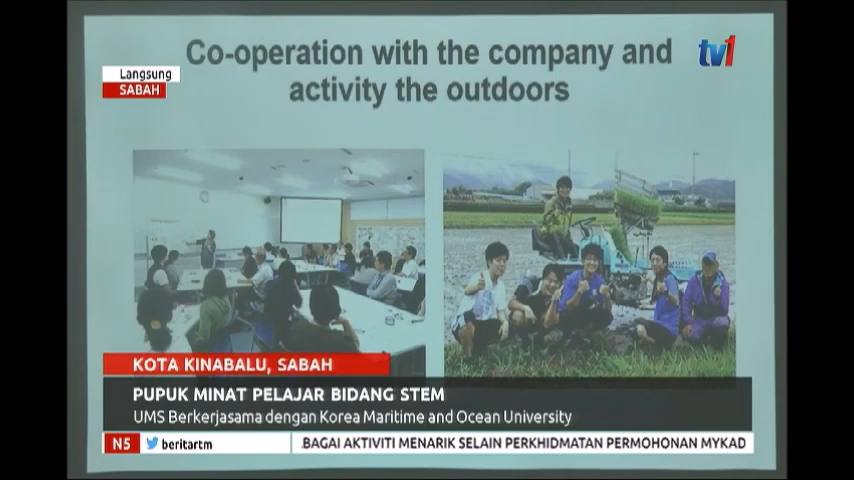 Co-operation with the company and
activity the outdoors
tv1
Langsung
SABAH
KOTA KINABALU, SABAH
PUPUK MINAT PELAJAR BIDANG STEM
UMS Berkerjasama dengan Korea Maritime and Ocean University
N5
beritartm
.BAGAI AKTIVITI MENARIK SELAIN PERKHIDMATAN PERMOHONAN MYKAD